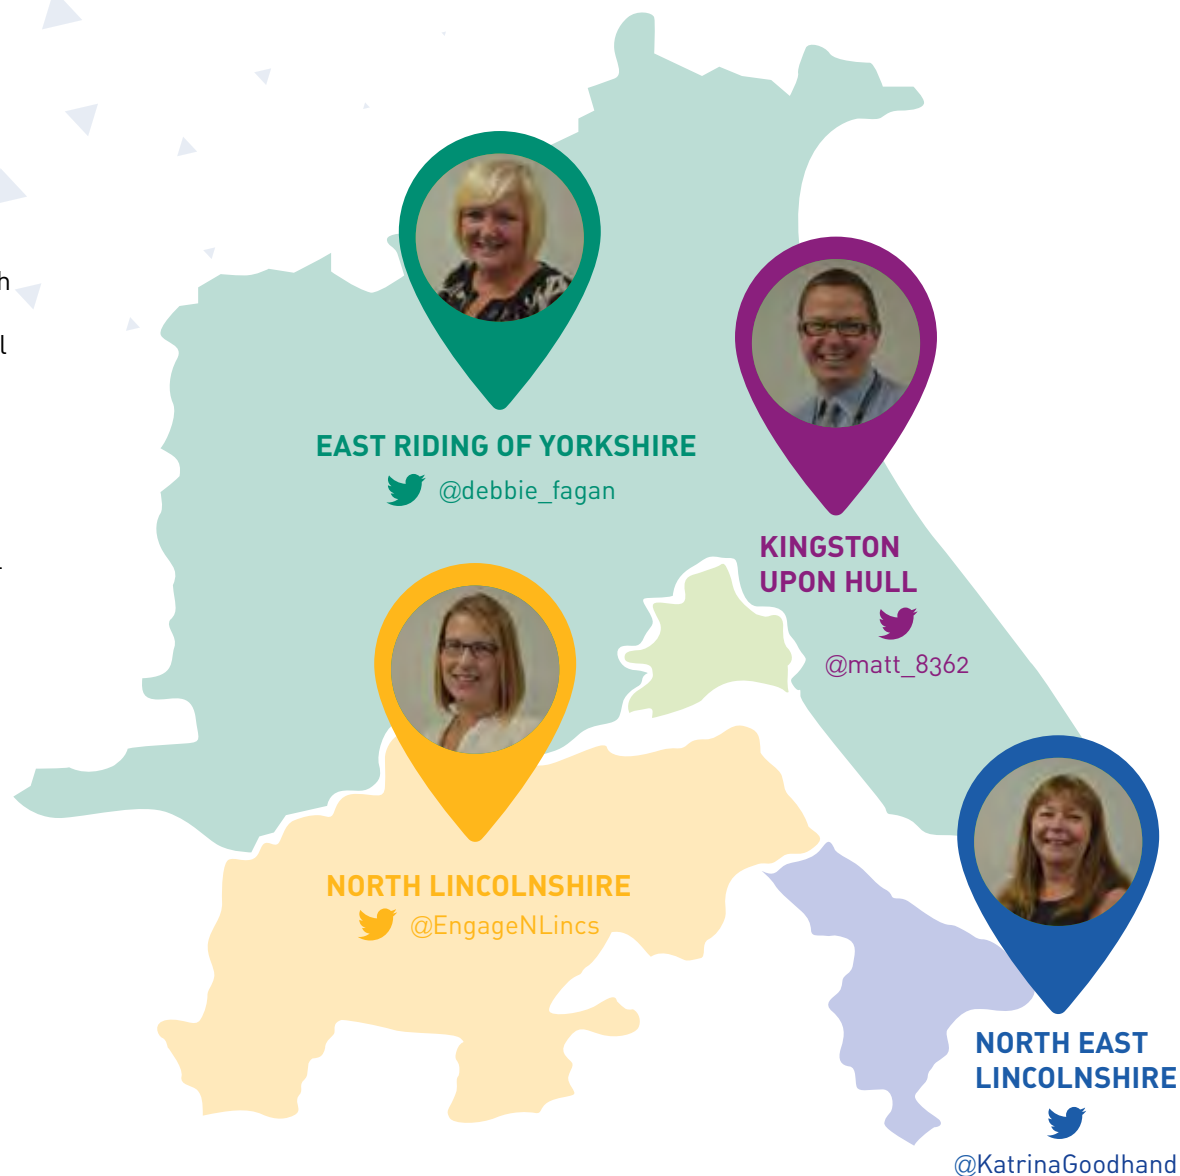 h
l
EAST RIDING OF YORKSHIRE
@debbie_fagan
KINGSTON
UPON HULL
@matt_8362
NORTH LINCOLNSHIRE
@EngageNLincs
NORTH EAST
LINCOLNSHIRE
@KatrinaGoodhand